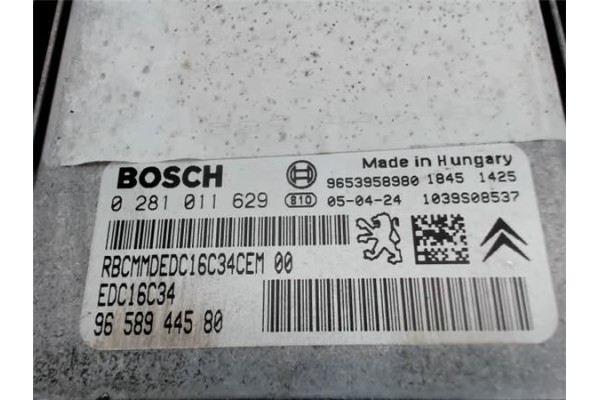 BOSCH
Made in Hungary
9653958980 1845 1425
0 281 011 629 810 05-04-24 1039S08537
RBCMMDEDC16C34CEM 00
EDC16C34
96 589 445 80